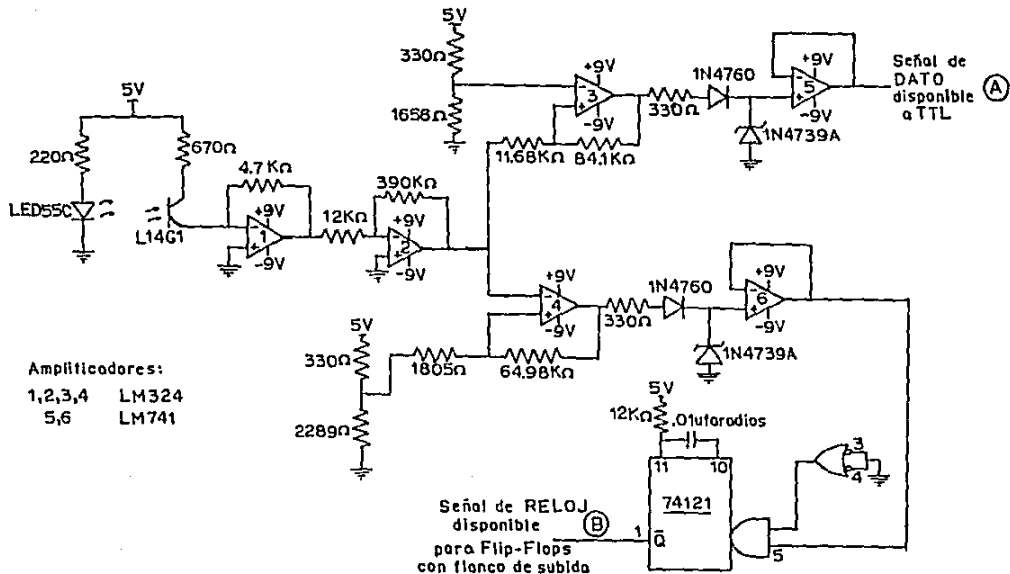 5V
330Ω
1658Ω
+9V
3
-9V
11.68KΩ
84.1KΩ
330Ω
1N4760
+9V
5
-9V
1N4739A
Señal de
DATO
disponible
a TTL
A
5V
220Ω
670Ω
LED55C
L14G1
4.7KΩ
+9V
1
-9V
12KΩ
390KΩ
+9V
2
-9V
+9V
4
-9V
330Ω
1N4760
+9V
6
-9V
1N4739A
5V
330Ω
2289Ω
1805Ω
64.98KΩ
Amplificadores:
1,2,3,4 LM324
5,6 LM741
5V
12KΩ
.01ufaradios
11
10
74121
1
Q̅
3
4
5
Señal de RELOJ
disponible
B
para Flip-Flops
con flanco de subida